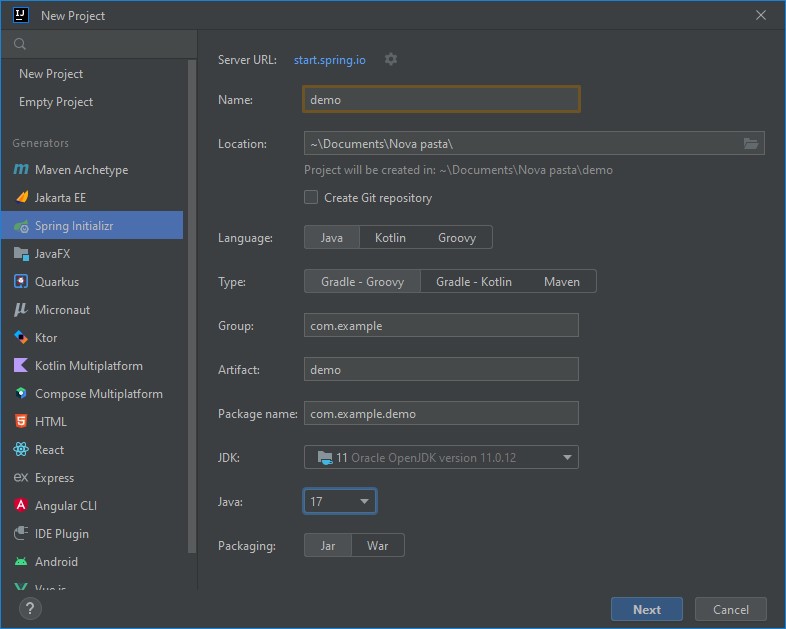 New Project
New Project
Empty Project
Generators
Maven Archetype
Jakarta EE
Spring Initializr
JavaFX
Quarkus
Micronaut
Ktor
Kotlin Multiplatform
Compose Multiplatform
HTML
React
ex Express
Angular CLI
IDE Plugin
Android
Vue.js
?
Server URL: start.spring.io
Name: demo
Location: ~\Documents\Nova pasta\
Project will be created in: ~\Documents\Nova pasta\demo
Create Git repository
Language: Java Kotlin Groovy
Type: Gradle - Groovy Gradle - Kotlin Maven
Group: com.example
Artifact: demo
Package name: com.example.demo
JDK: 11 Oracle OpenJDK version 11.0.12
Java: 17
Packaging: Jar War
Next Cancel